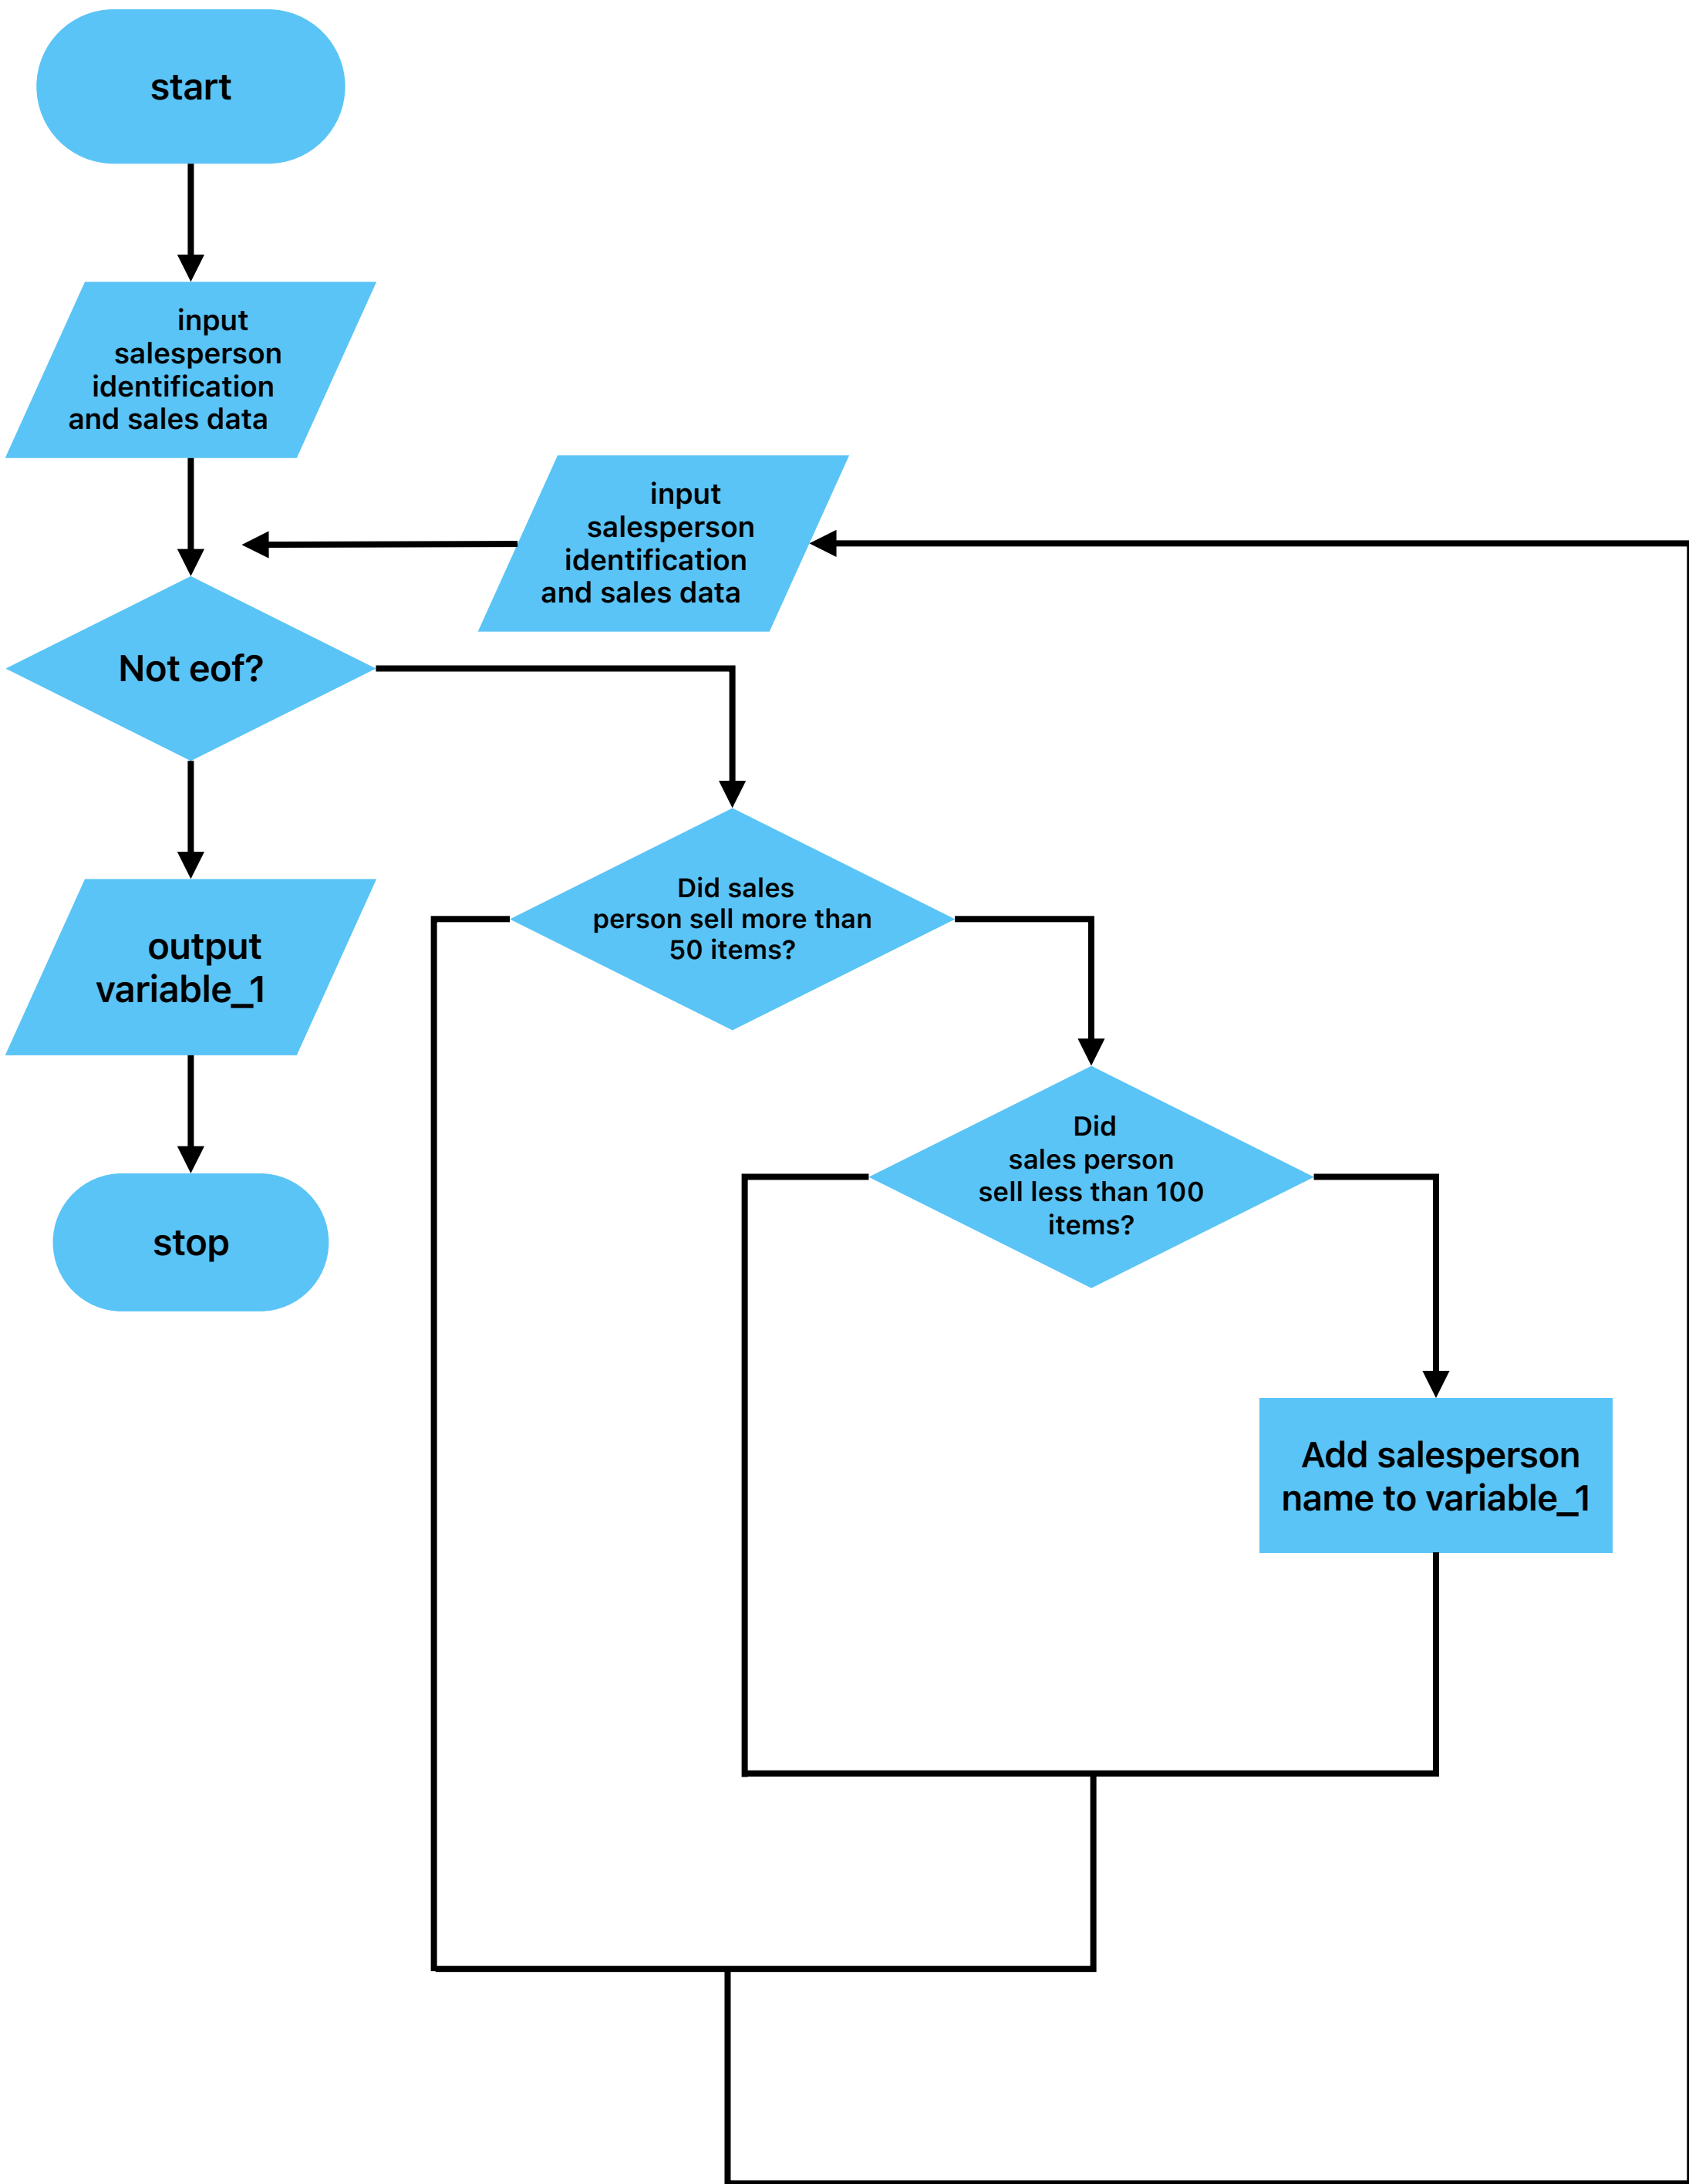 start
input
salesperson
identification
and sales data
input
salesperson
identification
and sales data
Not eof?
Did sales
person sell more than
50 items?
output
variable_1
Did
sales person
sell less than 100
items?
stop
Add salesperson
name to variable_1